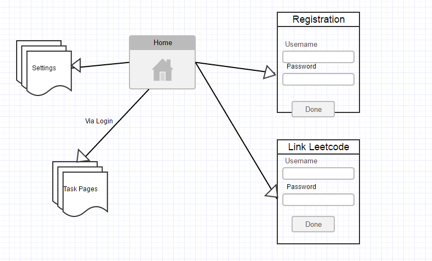 Registration
Home
Username
Password
Settings
Done
Via Login
Link Leetcode
Username
Password
Task Pages
Done